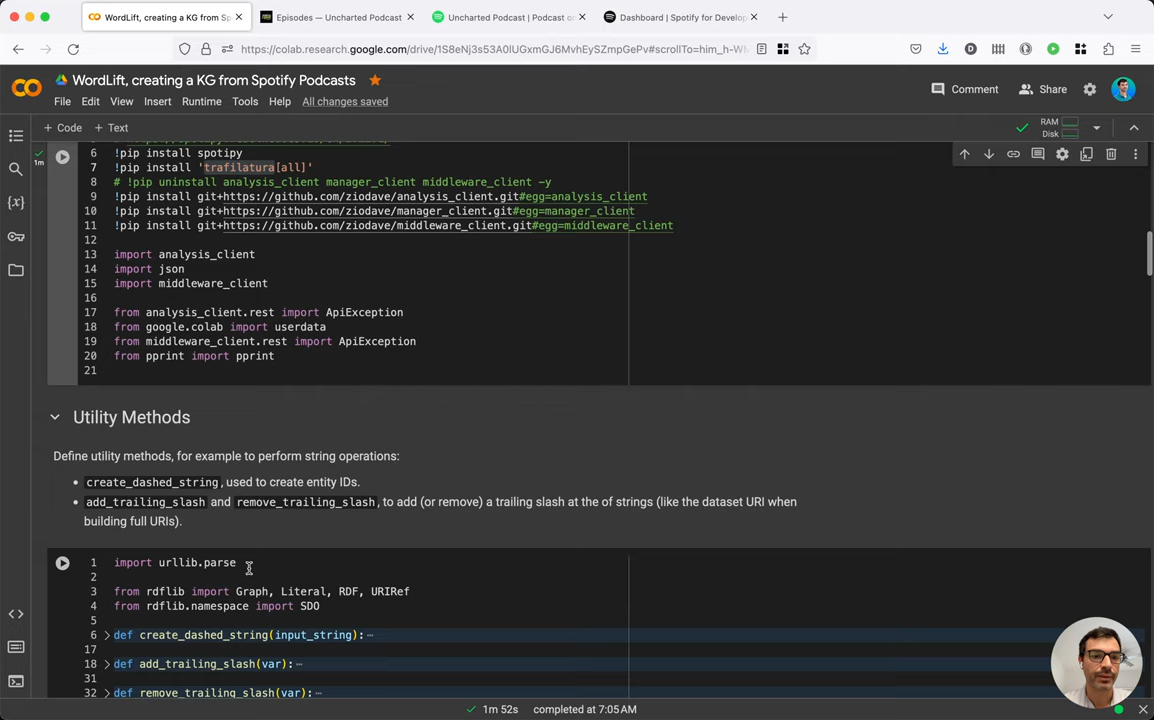 WordLift, creating a KG from Sp
Episodes — Uncharted Podcast
Uncharted Podcast | Podcast on
Dashboard | Spotify for Develop
https://colab.research.google.com/drive/1S8eNj3s53A0lUGxmGJ6MvhEySZmpGePv#scrollTo=him_h-WM
WordLift, creating a KG from Spotify Podcasts
Comment
Share
File Edit View Insert Runtime Tools Help All changes saved
+ Code + Text
RAM
Disk
1m
6 !pip install spotipy
7 !pip install 'trafilatura[all]'
8 # !pip uninstall analysis_client manager_client middleware_client -y
9 !pip install git+https://github.com/ziodave/analysis_client.git#egg=analysis_client
10 !pip install git+https://github.com/ziodave/manager_client.git#egg=manager_client
11 !pip install git+https://github.com/ziodave/middleware_client.git#egg=middleware_client
12
13 import analysis_client
14 import json
15 import middleware_client
16
17 from analysis_client.rest import ApiException
18 from google.colab import userdata
19 from middleware_client.rest import ApiException
20 from pprint import pprint
21
Utility Methods
Define utility methods, for example to perform string operations:
• create_dashed_string, used to create entity IDs.
• add_trailing_slash and remove_trailing_slash, to add (or remove) a trailing slash at the of strings (like the dataset URI when
building full URIs).
1 import urllib.parse
2
3 from rdflib import Graph, Literal, RDF, URIRef
4 from rdflib.namespace import SDO
5
6 def create_dashed_string(input_string):
17
18 def add_trailing_slash(var):
31
32 def remove_trailing_slash(var):
1m 52s completed at 7:05 AM